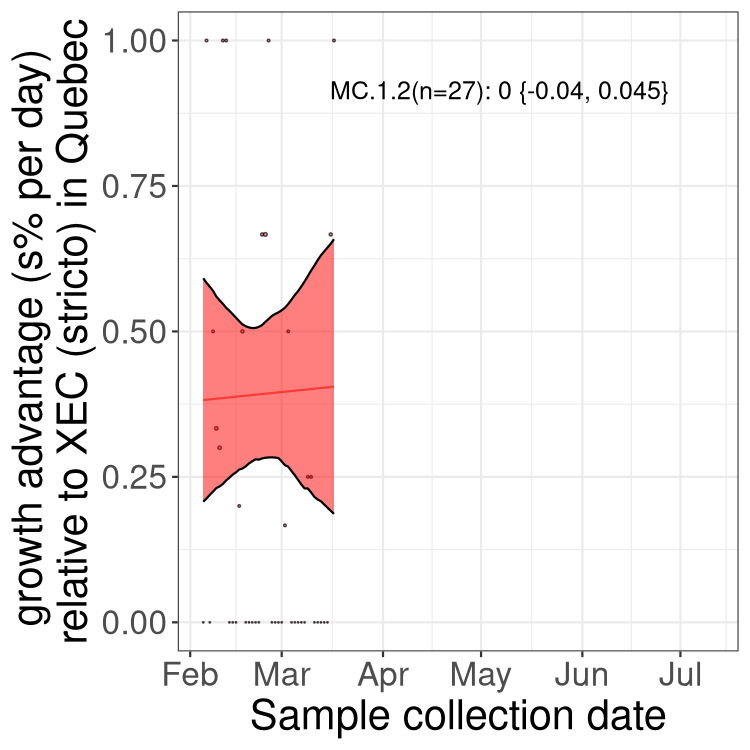 growth advantage (s% per day)
relative to XEC (stricto) in Quebec
1.00
0.75
0.50
0.25
0.00
MC.1.2(n=27): 0 {-0.04, 0.045}
Feb Mar Apr May Jun Jul
Sample collection date